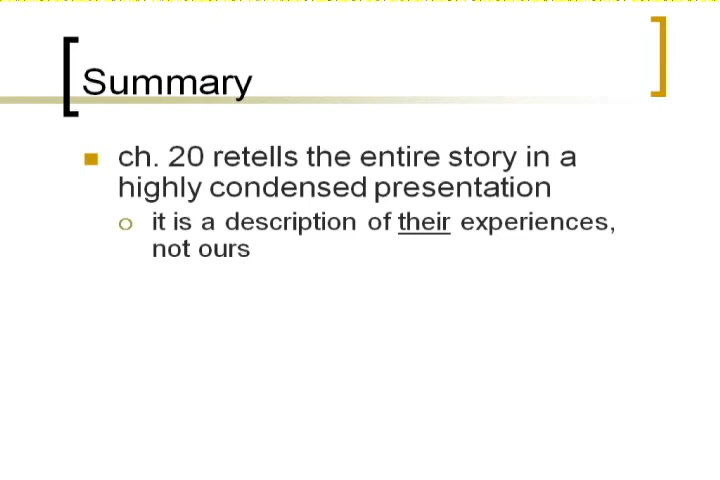 Summary
ch. 20 retells the entire story in a
highly condensed presentation
o it is a description of their experiences,
not ours